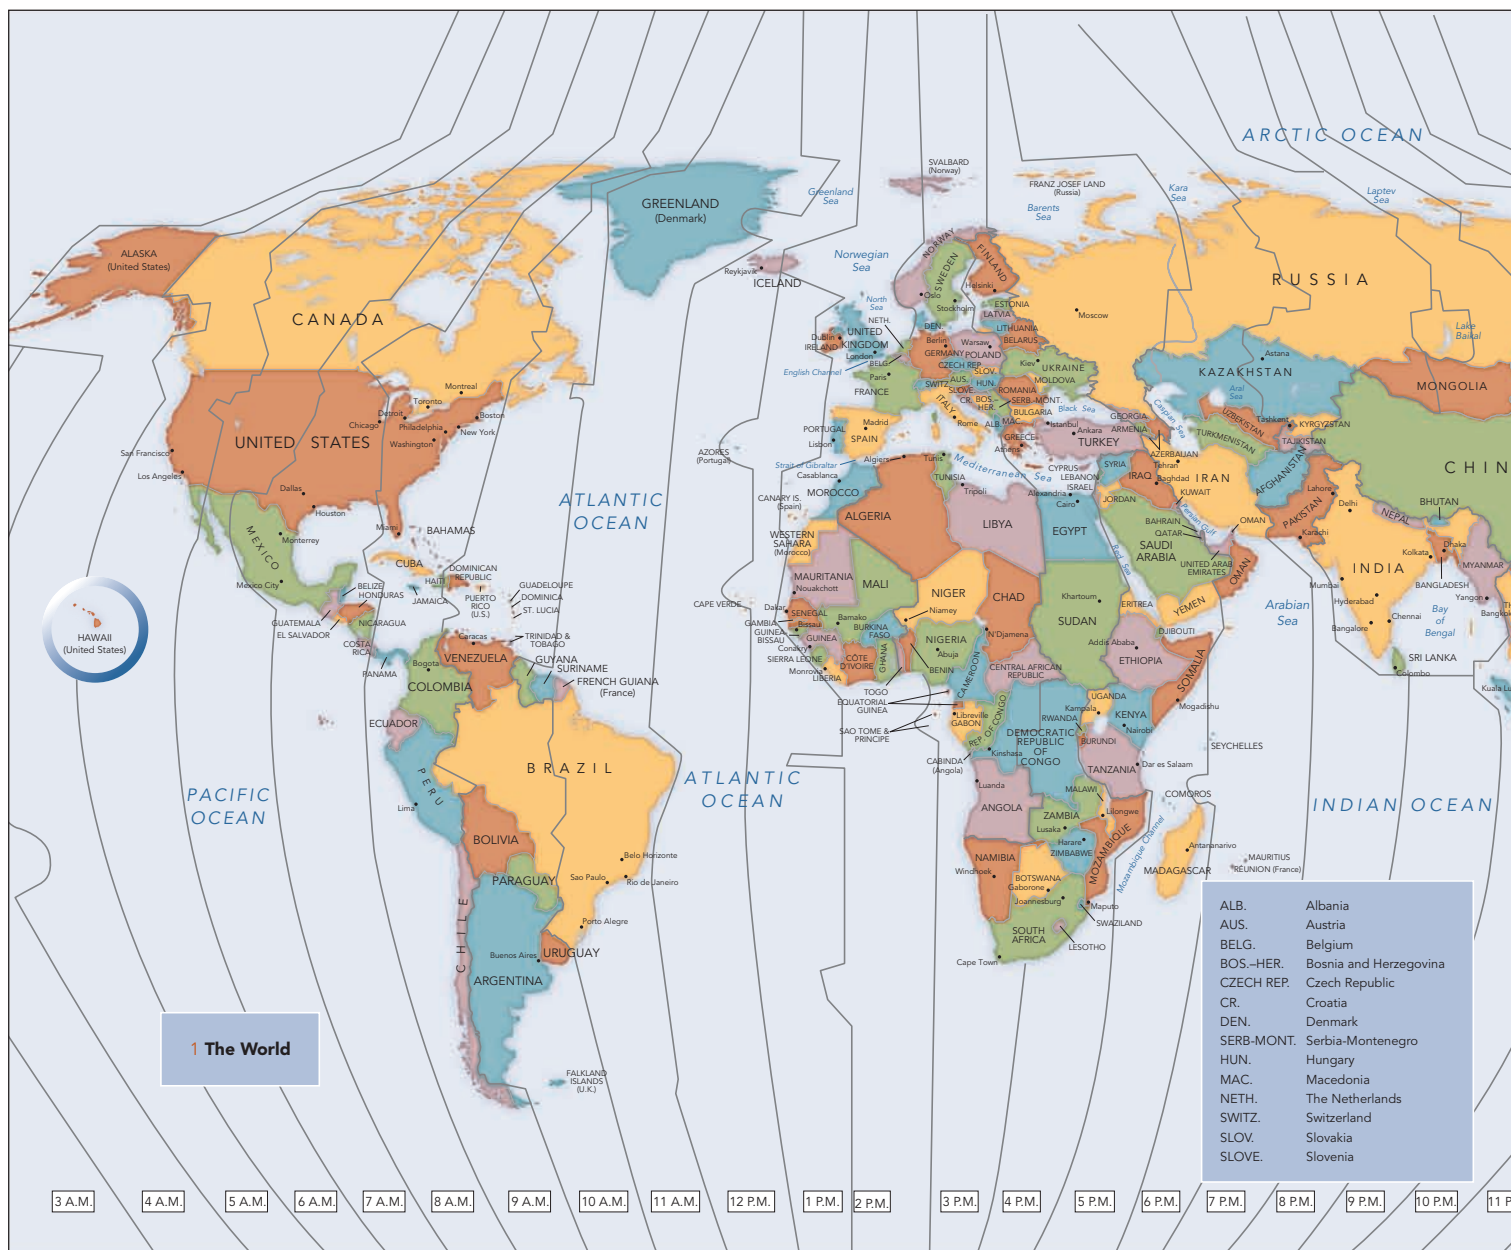 ARCTIC OCEAN
SVALBARD
(Norway)
FRANZ JOSEF LAND
(Russia)
Kara
Sea
Laptev
Sea
Greenland
Sea
Barents
Sea
GREENLAND
(Denmark)
ALASKA
(United States)
Norwegian
Sea
NORWAY
SWEDEN
FINLAND
Reykjavik
ICELAND
RUSSIA
Helsinki
Oslo
Stockholm
North
Sea
ESTONIA
LATVIA
Moscow
CANADA
NETH.
DEN.
LITHUANIA
Lake
Baikal
Dublin
IRELAND
UNITED
KINGDOM
London
Berlin
GERMANY
Warsaw
POLAND
BELARUS
BELG.
English Channel
Paris
FRANCE
CZECH REP.
SLOV.
Kiev
UKRAINE
MOLDOVA
Astana
KAZAKHSTAN
MONGOLIA
SWITZ.
AUS.
HUN.
SLOVE.
ROMANIA
CR.
BOS.
HER.
SERB.-MONT.
Aral
Sea
Montreal
Toronto
Detroit
Boston
Chicago
Philadelphia
New York
Washington
UNITED STATES
San Francisco
Los Angeles
Dallas
Houston
Miami
ITALY
BULGARIA
Black Sea
GEORGIA
Caspian Sea
UZBEKISTAN
Tashkent
KYRGYZSTAN
PORTUGAL
Lisbon
Madrid
SPAIN
Rome
ALB.
MAC.
Istanbul
Ankara
ARMENIA
TURKMENISTAN
TAJIKISTAN
GREECE
Athens
TURKEY
AZERBAIJAN
AZORES
(Portugal)
Strait of Gibraltar
Algiers
Tunis
Mediterranean Sea
CYPRUS
LEBANON
ISRAEL
SYRIA
Tehran
IRAQ
Baghdad
IRAN
AFGHANISTAN
CHIN
Casablanca
MOROCCO
TUNISIA
Tripoli
Alexandria
Cairo
JORDAN
KUWAIT
Lahore
Delhi
BHUTAN
ATLANTIC
OCEAN
CANARY IS.
(Spain)
ALGERIA
LIBYA
EGYPT
Persian Gulf
BAHRAIN
QATAR
OMAN
PAKISTAN
Karachi
NEPAL
MEXICO
Monterrey
BAHAMAS
WESTERN
SAHARA
(Morocco)
Red Sea
SAUDI
ARABIA
UNITED ARAB
EMIRATES
OMAN
Kolkata
Dhaka
INDIA
MYANMAR
CUBA
DOMINICAN
REPUBLIC
HAITI
Mexico City
BELIZE
HONDURAS
JAMAICA
PUERTO
RICO
(U.S.)
GUADELOUPE
DOMINICA
ST. LUCIA
MAURITANIA
Nouakchott
MALI
NIGER
CHAD
Khartoum
SUDAN
ERITREA
YEMEN
Mumbai
BANGLADESH
Hyderabad
Yangon
TH
Bangkok
CAPE VERDE
Dakar
SENEGAL
Niamey
Arabian
Sea
Bay
of
Bengal
Chennai
Bangalore
HAWAII
(United States)
GUATEMALA
EL SALVADOR
NICARAGUA
COSTA
RICA
PANAMA
Caracas
TRINIDAD &
TOBAGO
GAMBIA
GUINEA
BISSAU
Bissau
Bamako
BURKINA
FASO
N'Djamena
Addis Ababa
DJIBOUTI
GUINEA
Conakry
SIERRA LEONE
Monrovia
LIBERIA
CÔTE
D'IVOIRE
GHANA
NIGERIA
Abuja
BENIN
TOGO
CAMEROON
CENTRAL AFRICAN
REPUBLIC
ETHIOPIA
SOMALIA
SRI LANKA
Colombo
VENEZUELA
GUYANA
SURINAME
FRENCH GUIANA
(France)
Bogota
COLOMBIA
Kuala Lu
EQUATORIAL
GUINEA
SAO TOME &
PRINCIPE
Libreville
GABON
REP. OF CONGO
UGANDA
Kampala
RWANDA
KENYA
Nairobi
Mogadishu
ECUADOR
DEMOCRATIC
REPUBLIC
OF
CONGO
BURUNDI
SEYCHELLES
CABINDA
(Angola)
Kinshasa
TANZANIA
Dar es Salaam
BRAZIL
PERU
Lima
ATLANTIC
OCEAN
PACIFIC
OCEAN
Luanda
ANGOLA
MALAWI
COMOROS
INDIAN OCEAN
ZAMBIA
Lusaka
Lilongwe
Harare
ZIMBABWE
MOZAMBIQUE
Mozambique Channel
Antananarivo
MADAGASCAR
BOLIVIA
NAMIBIA
Windhoek
MAURITIUS
REUNION (France)
Belo Horizonte
Sao Paulo
Rio de Janeiro
PARAGUAY
BOTSWANA
Gaborone
Joannesburg
Maputo
SWAZILAND
CHILE
Porto Alegre
SOUTH
AFRICA
LESOTHO
Cape Town
Buenos Aires
URUGUAY
ARGENTINA
FALKLAND
ISLANDS
(U.K.)
1 The World
ALB. Albania
AUS. Austria
BELG. Belgium
BOS.–HER. Bosnia and Herzegovina
CZECH REP. Czech Republic
CR. Croatia
DEN. Denmark
SERB-MONT. Serbia-Montenegro
HUN. Hungary
MAC. Macedonia
NETH. The Netherlands
SWITZ. Switzerland
SLOV. Slovakia
SLOVE. Slovenia
3 A.M. 4 A.M. 5 A.M. 6 A.M. 7 A.M. 8 A.M. 9 A.M. 10 A.M. 11 A.M. 12 P.M. 1 P.M. 2 P.M. 3 P.M. 4 P.M. 5 P.M. 6 P.M. 7 P.M. 8 P.M. 9 P.M. 10 P.M. 11 P